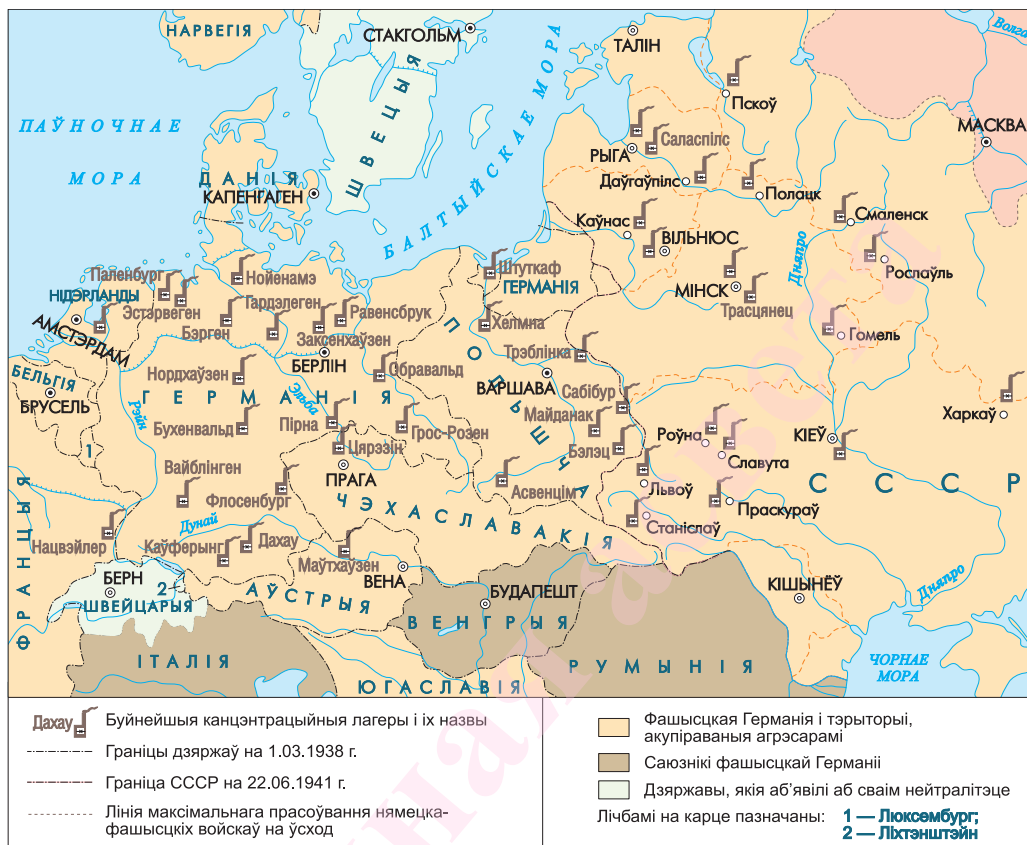 НАРВЕГІЯ
СТАКГОЛЬМ
ТАЛІН
Волга
Пскоў
МАСКВА
ПАЎНОЧНАЕ
МОРА
ШВЕЦЫЯ
БАЛТЫЙСКАЕ МОРА
РЫГА
Саласпілс
ДАНІЯ
КАПЕНГАГЕН
Даўгаўпілс
Полацк
Каўнас
ВІЛЬНЮС
Смаленск
Дняпро
Рослаўль
Паленбург
Нойенамэ
Штуткаф
ГЕРМАНІЯ
МІНСК
Трасцянец
НІДЭРЛАНДЫ
Эстэрвеген
Гардэлеген
Равенсбрук
АМСТЭРДАМ
Бэрген
Заксенхаўзен
Хелмна
Гомель
БЕРЛІН
Трэблінка
БЕЛЬГІЯ
БРУСЕЛЬ
Нордхаўзен
Обравальд
ВАРШАВА
ПОЛЬШЧА
Сабібур
ГЕРМАНІЯ
Эльба
Рэйн
Майданак
Харкаў
Бухенвальд
Пірна
Грос-Розен
Роўна
КІЕЎ
1
Цярэзін
Бэлэц
Славута
Вайблінген
ПРАГА
СССР
Флосенбург
Асвенцім
Львоў
ЧЭХАСЛАВАКІЯ
Праскураў
ФРАНЦЫЯ
Нацвэйлер
Дунай
Каўферынг
Дахау
Маўтхаўзен
Станіслаў
БЕРН
2
ВЕНА
ШВЕЙЦАРЫЯ
АЎСТРЫЯ
БУДАПЕШТ
КІШЫНЁЎ
Дняпро
ВЕНГРЫЯ
ІТАЛІЯ
РУМЫНІЯ
ЧОРНАЕ
МОРА
ЮГАСЛАВІЯ
Дахау Буйнейшыя канцэнтрацыйныя лагеры і іх назвы
Граніцы дзяржаў на 1.03.1938 г.
Граніца СССР на 22.06.1941 г.
Лінія максімальнага прасоўвання нямецка-
фашысцкіх войскаў на ўсход
Фашысцкая Германія і тэрыторыі,
акупіраваныя агрэсарамі
Саюзнікі фашысцкай Германіі
Дзяржавы, якія аб’явілі аб сваім нейтралітэце
Лічбамі на карце пазначаны: 1 — Люксембург;
2 — Ліхтэнштэйн